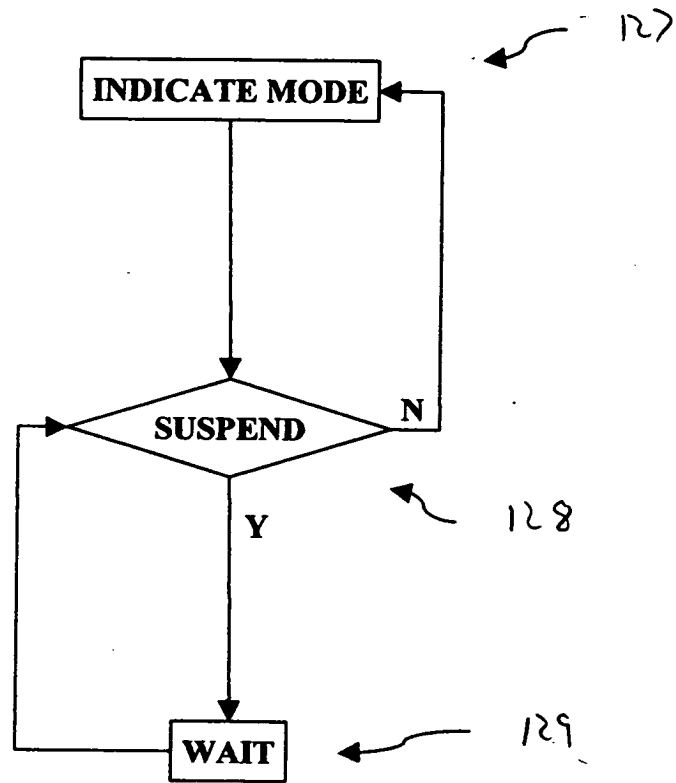 127
INDICATE MODE
N
SUSPEND
128
Y
129
WAIT